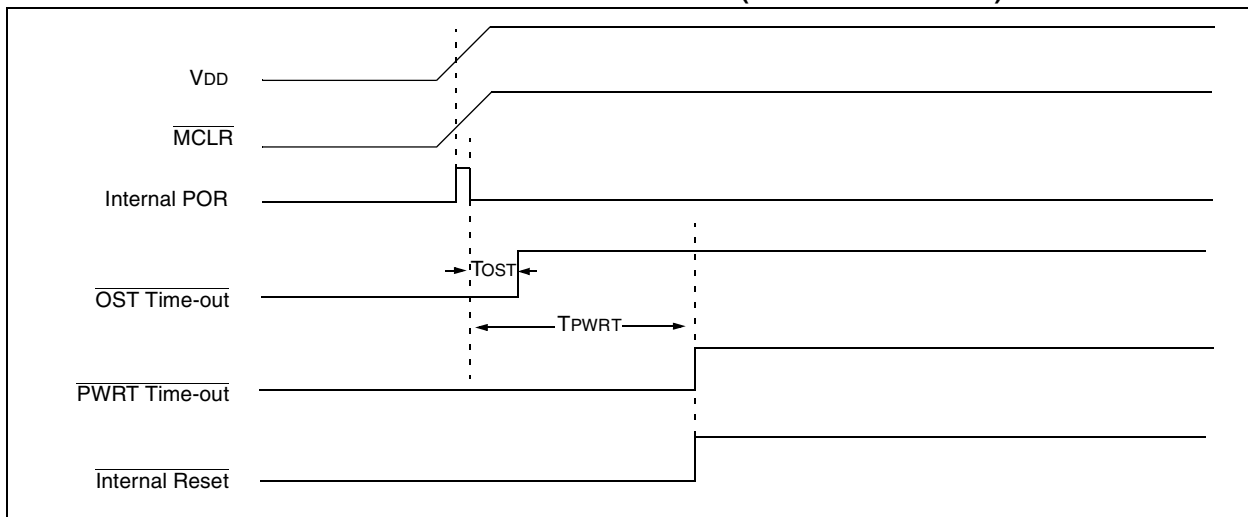 VDD
MCLR
Internal POR
TOST
OST Time-out
TPWRT
PWRT Time-out
Internal Reset